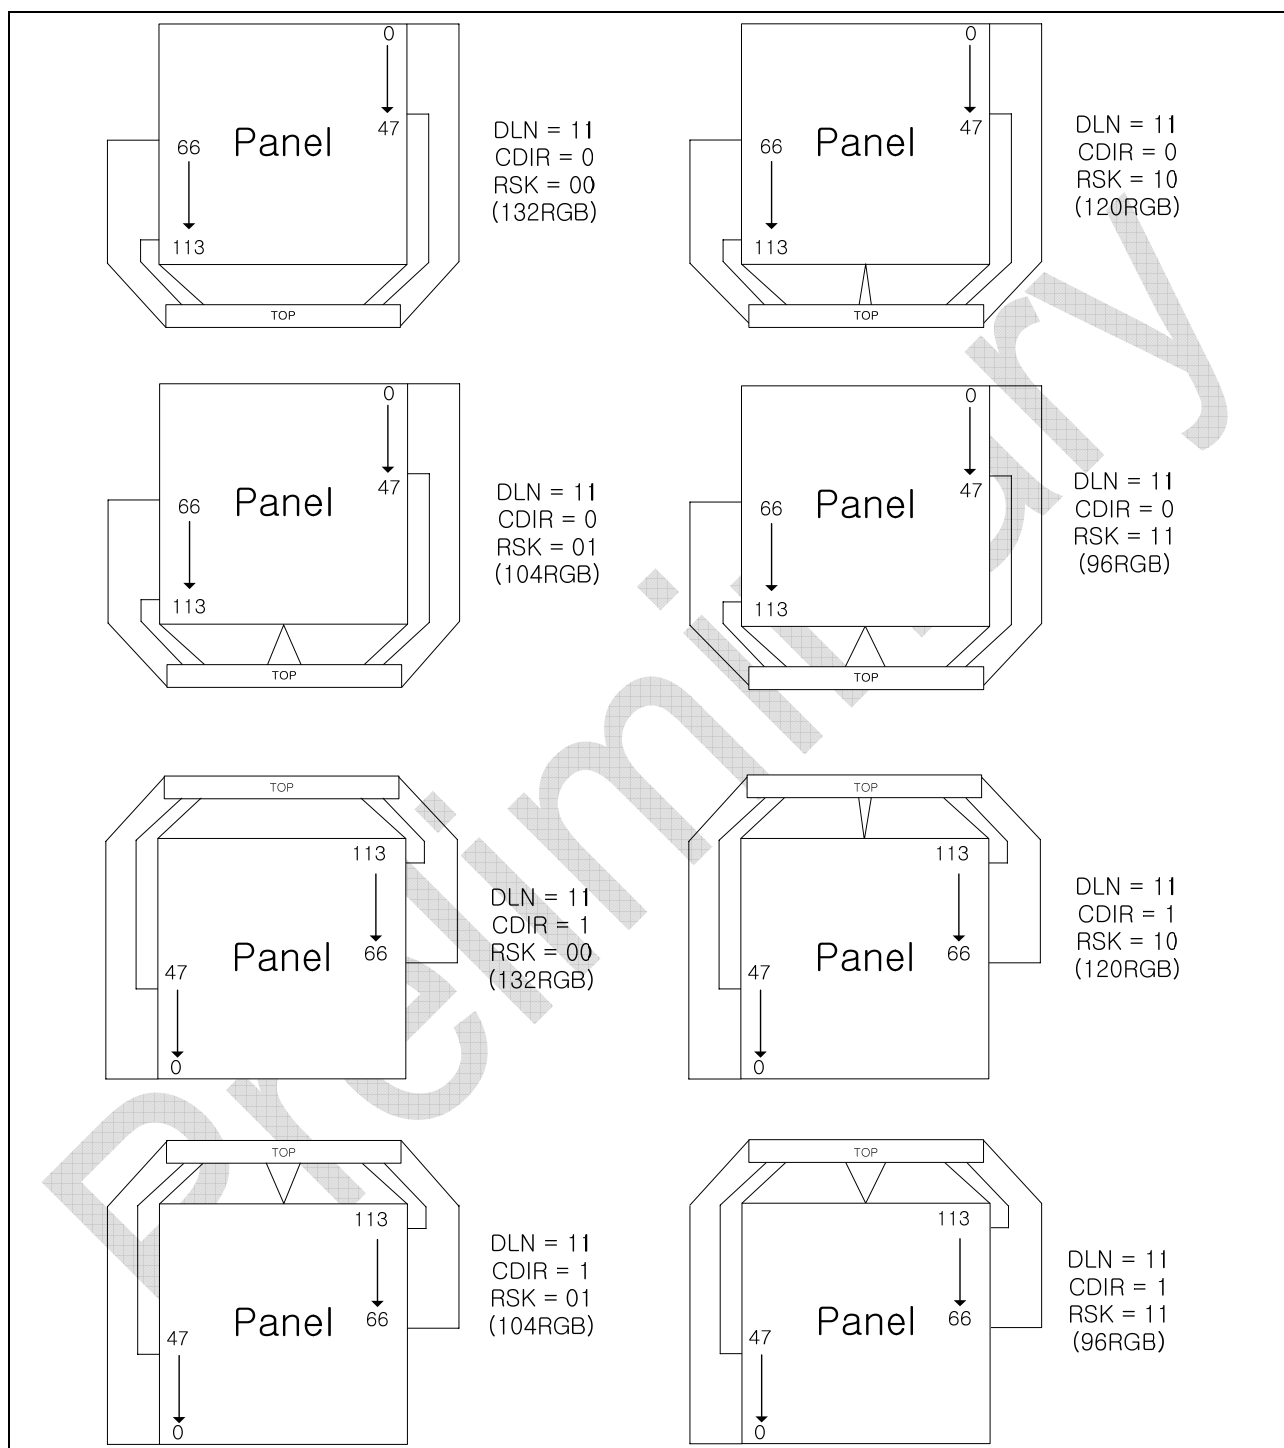 0
66
Panel
47
113
TOP
DLN = 11
CDIR = 0
RSK = 00
(132RGB)
0
66
Panel
47
113
TOP
DLN = 11
CDIR = 0
RSK = 10
(120RGB)
0
66
Panel
47
113
TOP
DLN = 11
CDIR = 0
RSK = 01
(104RGB)
0
66
Panel
47
113
TOP
DLN = 11
CDIR = 0
RSK = 11
(96RGB)
TOP
113
Panel
66
47
0
DLN = 11
CDIR = 1
RSK = 00
(132RGB)
TOP
113
Panel
66
47
0
DLN = 11
CDIR = 1
RSK = 10
(120RGB)
TOP
113
Panel
66
47
0
DLN = 11
CDIR = 1
RSK = 01
(104RGB)
TOP
113
Panel
66
47
0
DLN = 11
CDIR = 1
RSK = 11
(96RGB)
Preliminary